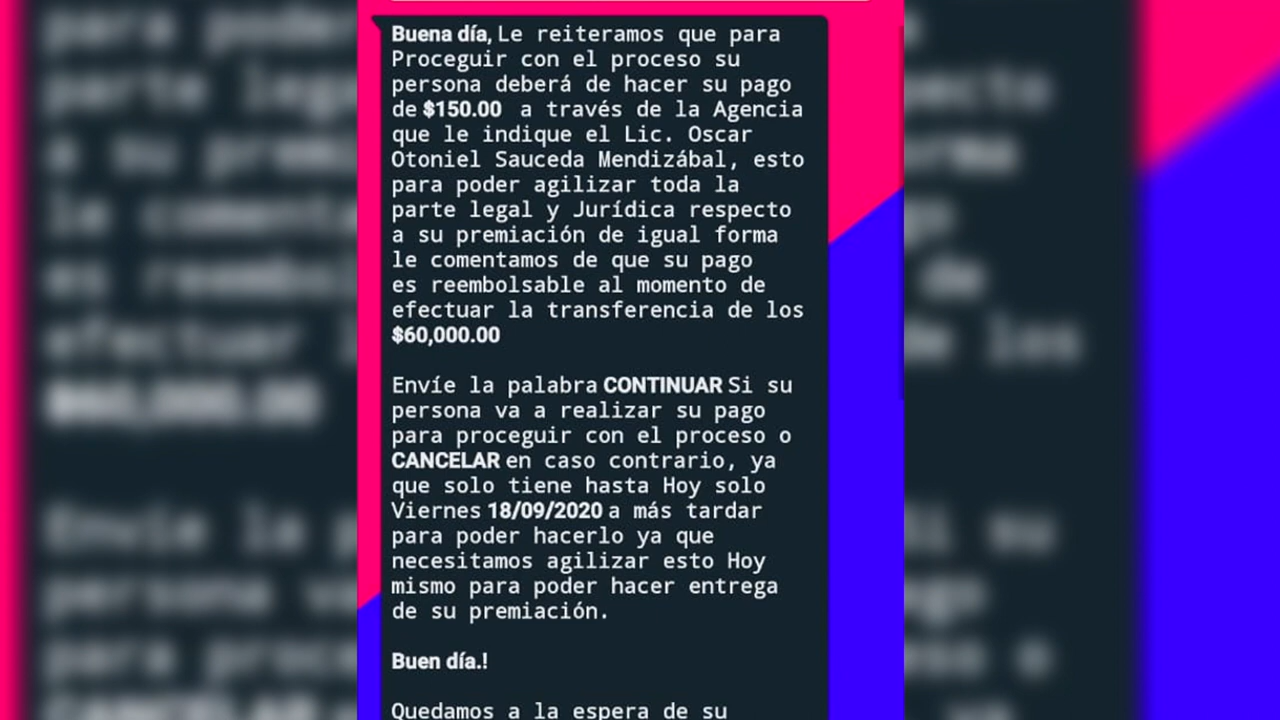 Buena día, Le reiteramos que para
Proceguir con el proceso su
persona deberá de hacer su pago
de $150.00 a través de la Agencia
que le indique el Lic. Oscar
Otoniel Sauceda Mendizábal, esto
para poder agilizar toda la
parte legal y Jurídica respecto
a su premiación de igual forma
le comentamos de que su pago
es reembolsable al momento de
efectuar la transferencia de los
$60,000.00
Envíe la palabra CONTINUAR Si su
persona va a realizar su pago
para proceguir con el proceso o
CANCELAR en caso contrario, ya
que solo tiene hasta Hoy solo
Viernes 18/09/2020 a más tardar
para poder hacerlo ya que
necesitamos agilizar esto Hoy
mismo para poder hacer entrega
de su premiación.
Buen día.!
Quedamos a la espera de su